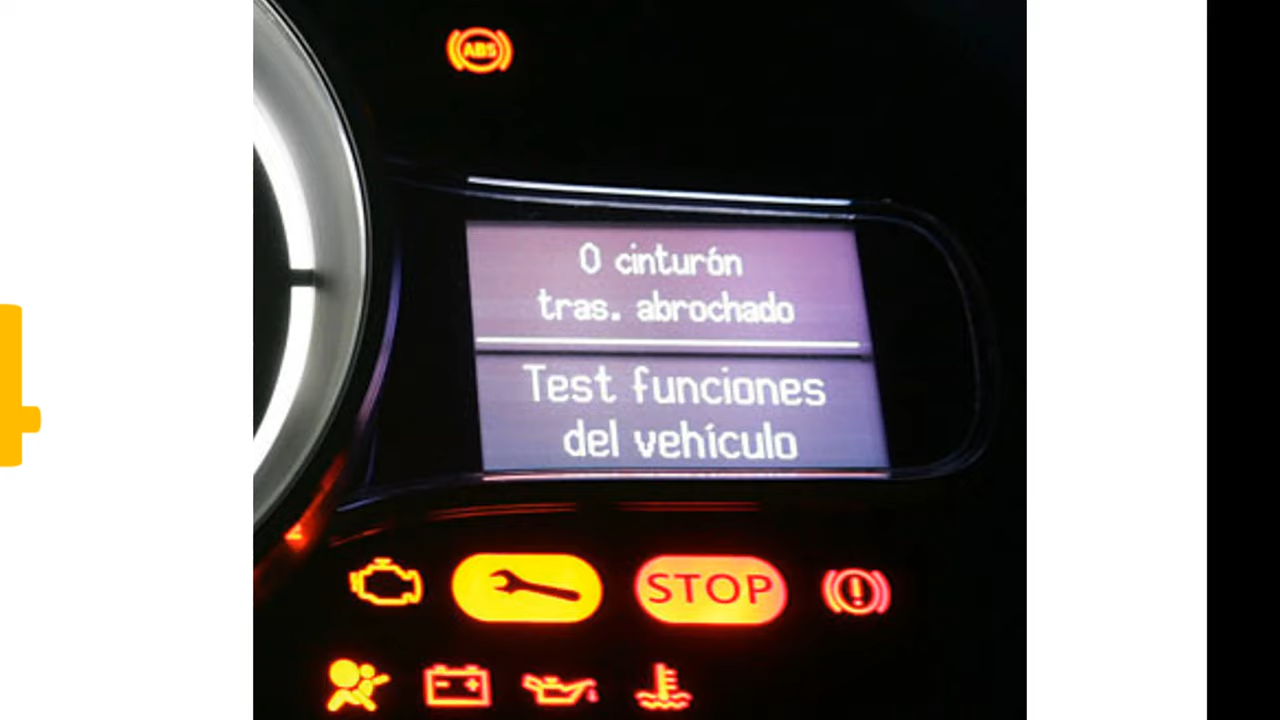 ABS
0 cinturón
tras. abrochado
Test funciones
del vehículo
STOP